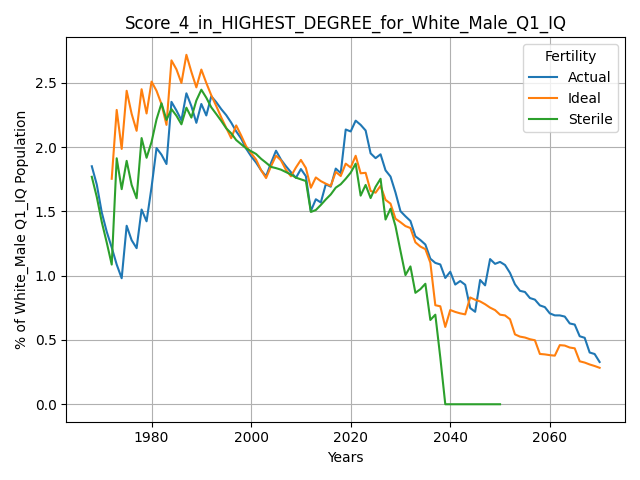 Score_4_in_HIGHEST_DEGREE_for_White_Male_Q1_IQ
Fertility
Actual
Ideal
Sterile
% of White_Male Q1_IQ Population
2.5
2.0
1.5
1.0
0.5
0.0
1980 2000 2020 2040 2060
Years